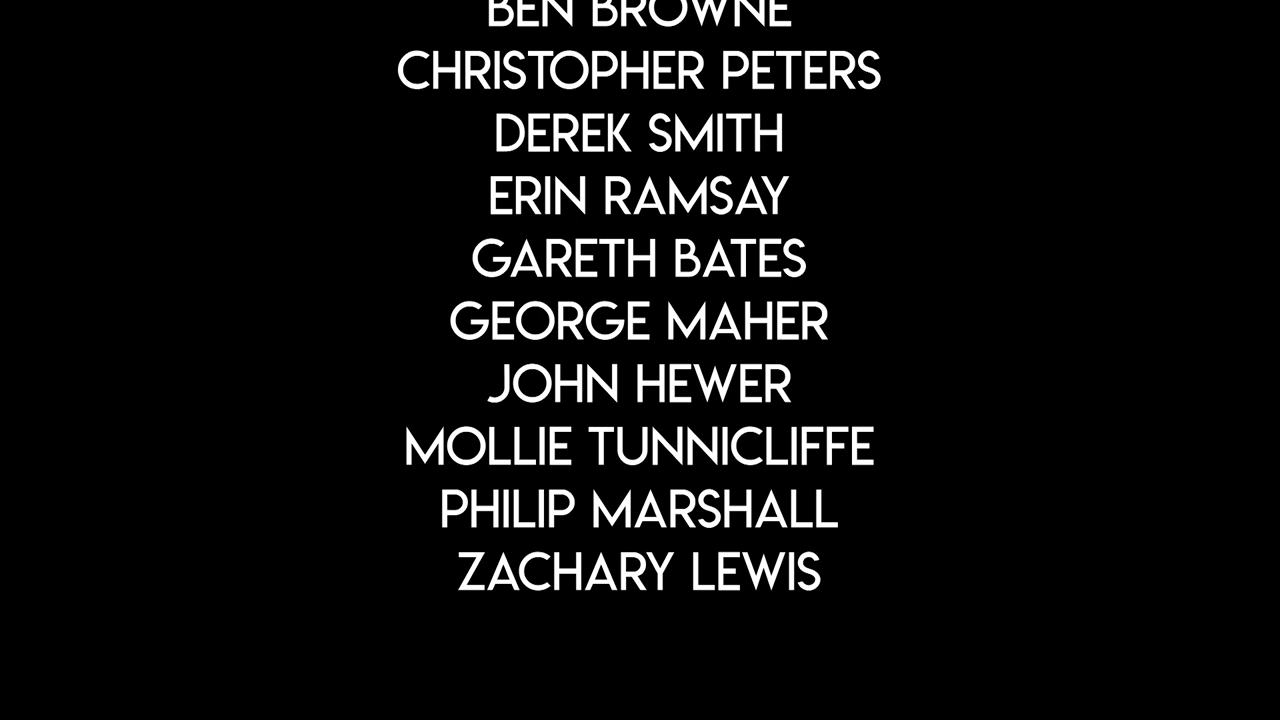 BEN BROWNE
CHRISTOPHER PETERS
DEREK SMITH
ERIN RAMSAY
GARETH BATES
GEORGE MAHER
JOHN HEWER
MOLLIE TUNNICLIFFE
PHILIP MARSHALL
ZACHARY LEWIS